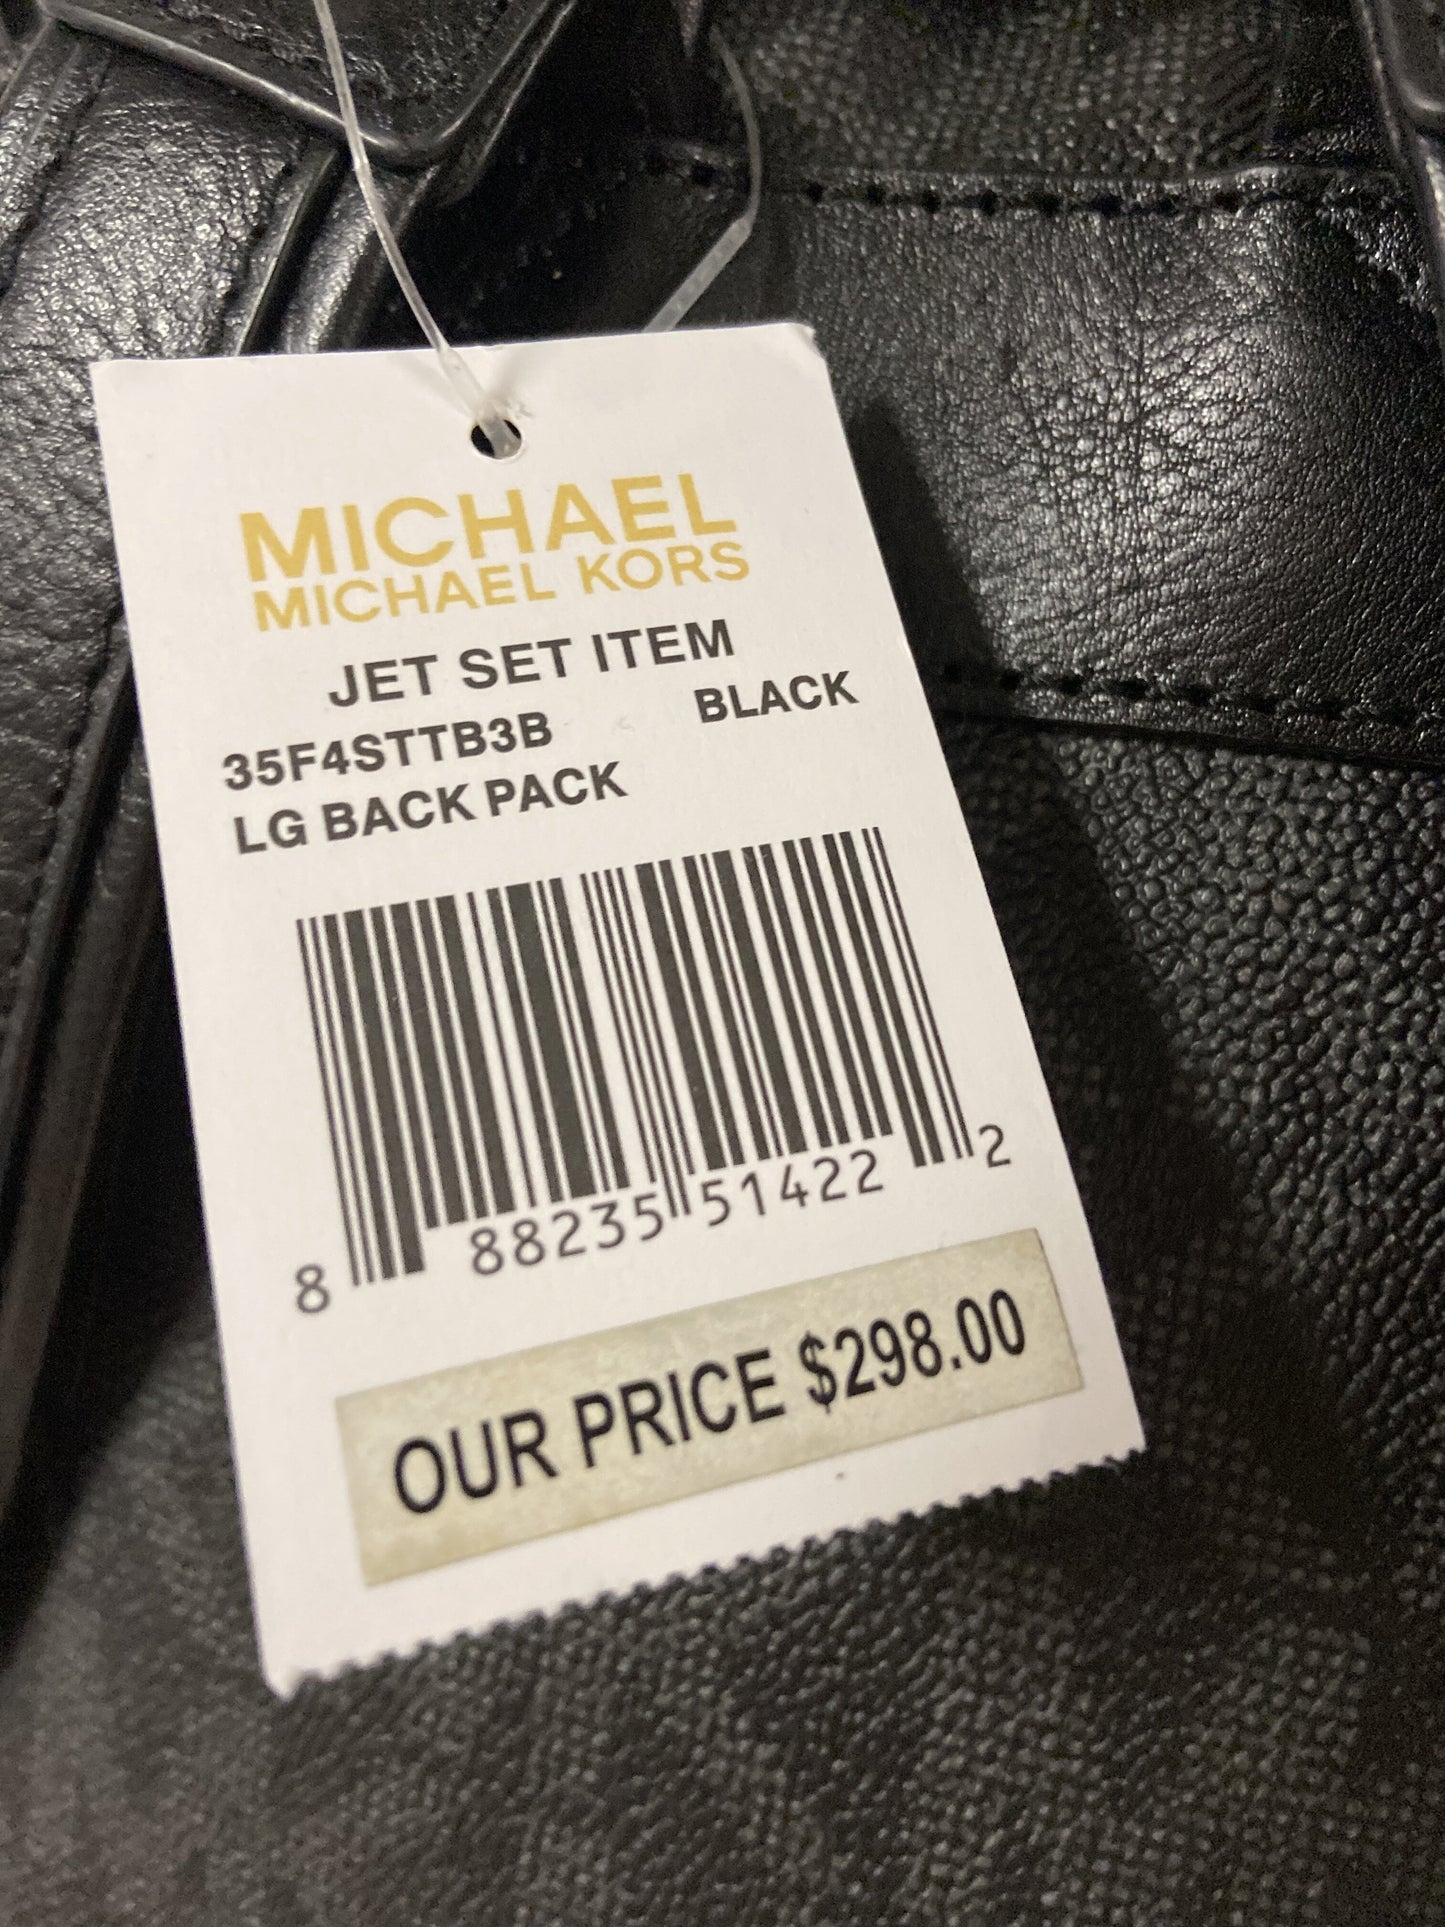 MICHAEL
MICHAEL KORS
JET SET ITEM
35F4STTB3B BLACK
LG BACK PACK
8 88235 51422 2
OUR PRICE $298.00